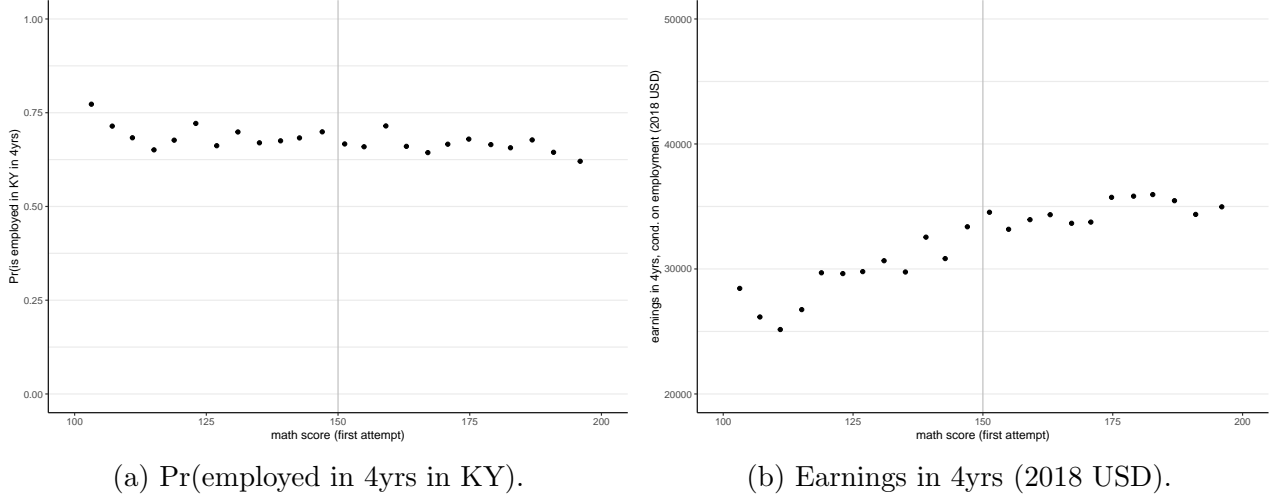 1.00
0.75
0.50
0.25
0.00
Pr(is employed in KY in 4yrs)
100 125 150 175 200
math score (first attempt)
(a) Pr(employed in 4yrs in KY).
50000
40000
30000
20000
earnings in 4yrs, cond. on employment (2018 USD)
100 125 150 175 200
math score (first attempt)
(b) Earnings in 4yrs (2018 USD).